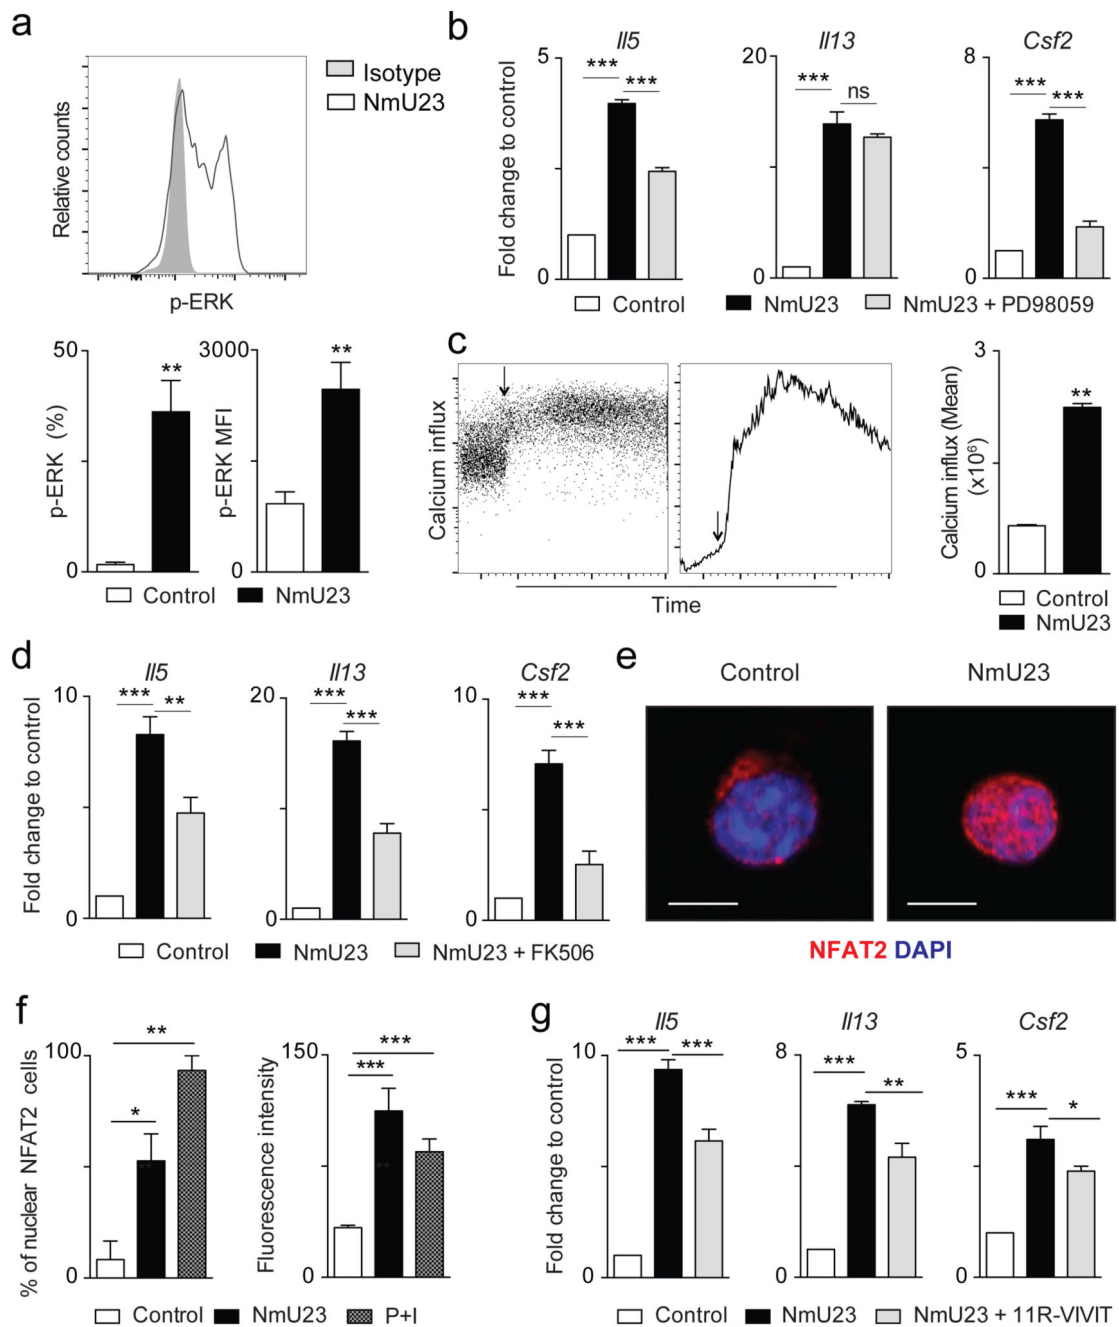 a
Isotype
NmU23
Relative counts
p-ERK
50
**
p-ERK (%)
0
3000
**
p-ERK MFI
0
Control
NmU23
b
Il5
Il13
Csf2
5
***
***
20
***
ns
8
***
***
Fold change to control
0
0
0
Control
NmU23
NmU23 + PD98059
c
Calcium influx
Time
3
**
Calcium influx (Mean)
(x10⁶)
0
Control
NmU23
d
Il5
Il13
Csf2
10
***
**
20
***
***
10
***
***
Fold change to control
0
0
0
Control
NmU23
NmU23 + FK506
e
Control
NmU23
NFAT2 DAPI
f
100
**
*
**
% of nuclear NFAT2 cells
0
150
***
***
**
Fluorescence intensity
0
Control
NmU23
P+I
g
Il5
Il13
Csf2
10
***
***
8
***
**
5
***
*
Fold change to control
0
0
0
Control
NmU23
NmU23 + 11R-VIVIT